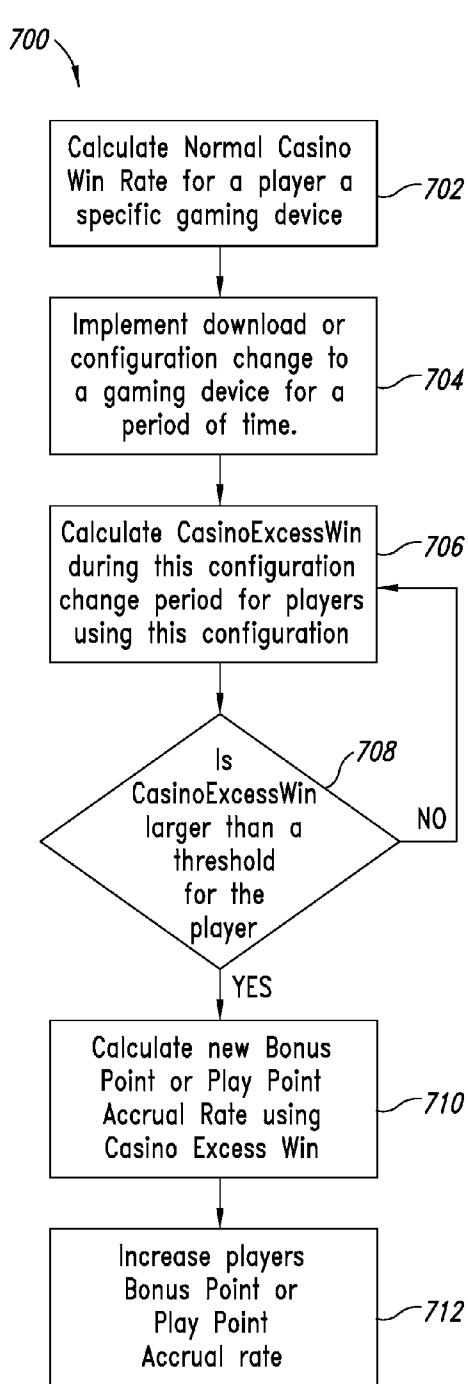 700
Calculate Normal Casino
Win Rate for a player a
specific gaming device
702
Implement download or
configuration change to
a gaming device for a
period of time.
704
Calculate CasinoExcessWin
during this configuration
change period for players
using this configuration
706
Is
CasinoExcessWin
larger than a
threshold
for the
player
708
NO
YES
Calculate new Bonus
Point or Play Point
Accrual Rate using
Casino Excess Win
710
Increase players
Bonus Point or
Play Point
Accrual rate
712